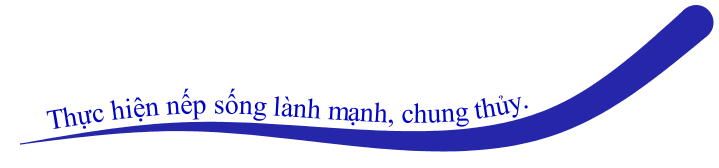 Thực hiện nếp sống lành mạnh, chung thủy.